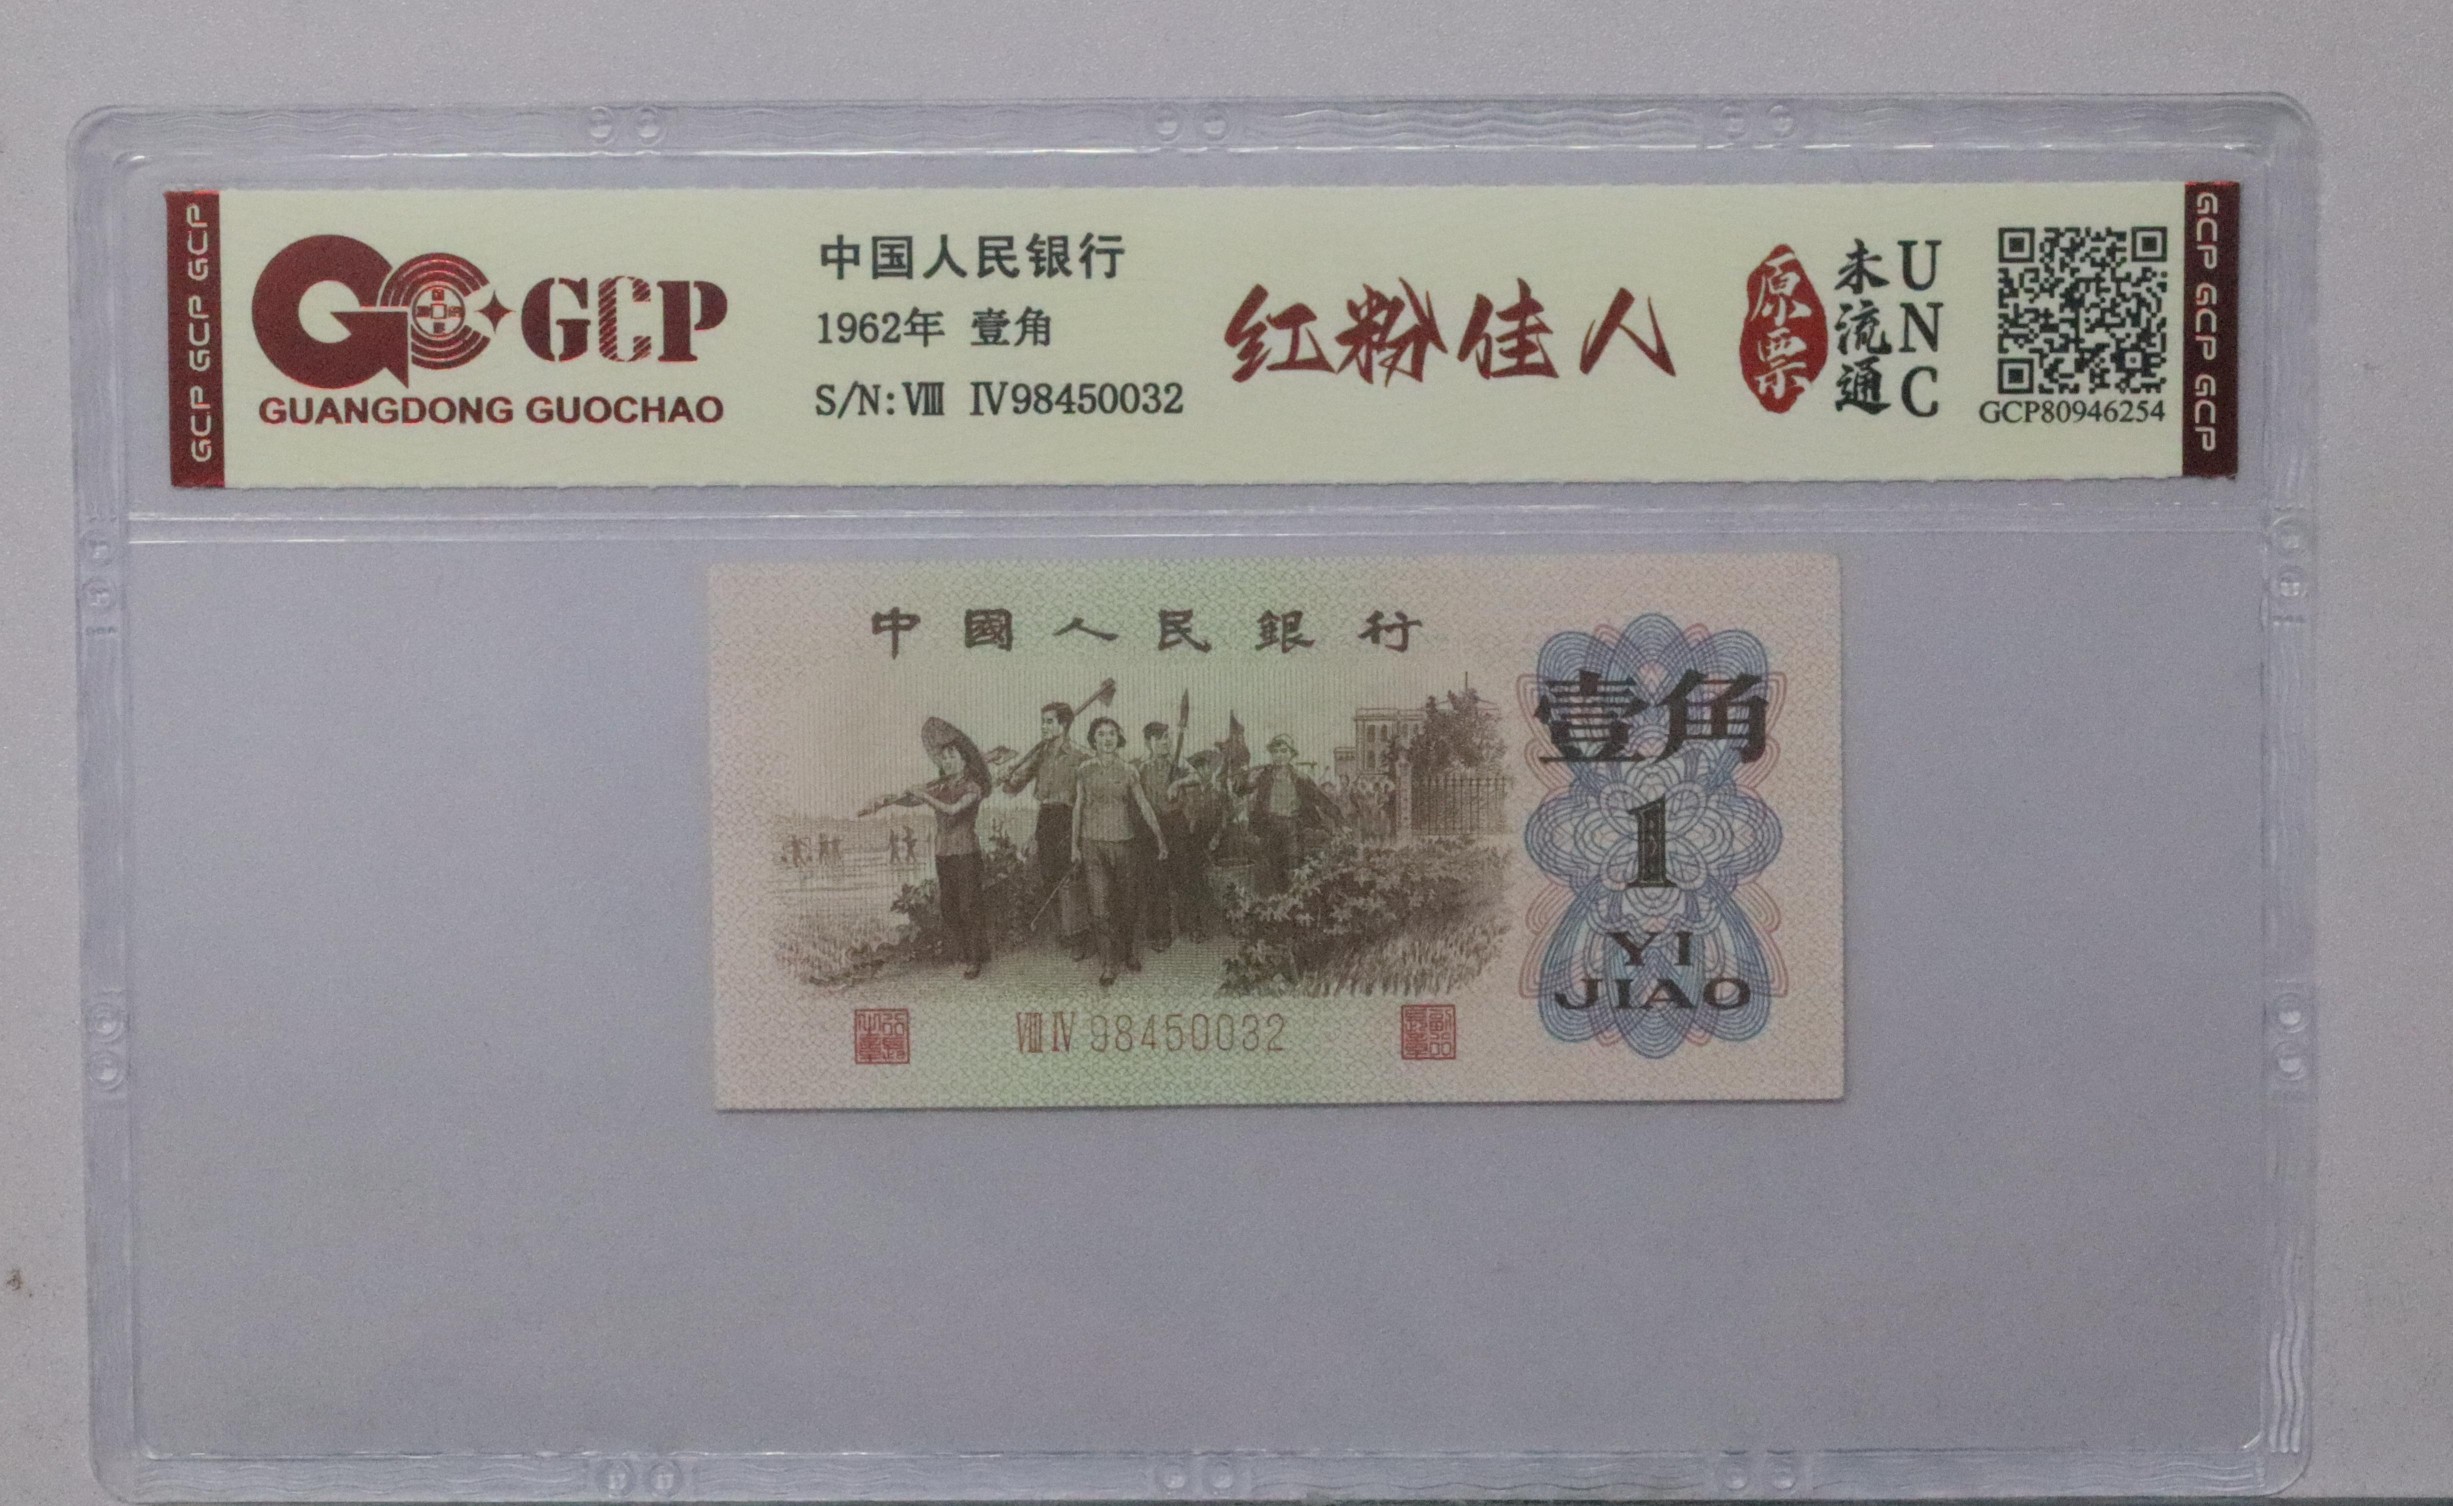 GCP GCP GCP
GCP
GUANGDONG GUOCHAO
中国人民银行
1962年 壹角
S/N:Ⅷ Ⅳ98450032
红粉佳人
原票
未流通
UNC
GCP80946254
GCP GCP GCP
中國人民銀行
壹角
1
YI
JIAO
ⅧⅣ 98450032